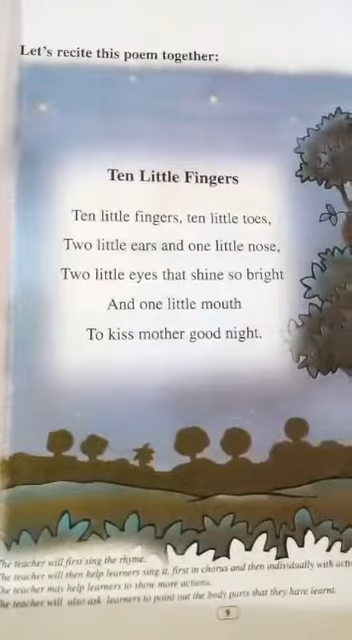 Let's recite this poem together:
Ten Little Fingers
Ten little fingers, ten little toes,
Two little ears and one little nose,
Two little eyes that shine so bright
And one little mouth
To kiss mother good night.
The teacher will first sing the rhyme.
The teacher will then help learners sing it, first in chorus and then individually with
The teacher may help learners to show more actions.
The teacher will also ask learners to point out the body parts that they have learnt.
9